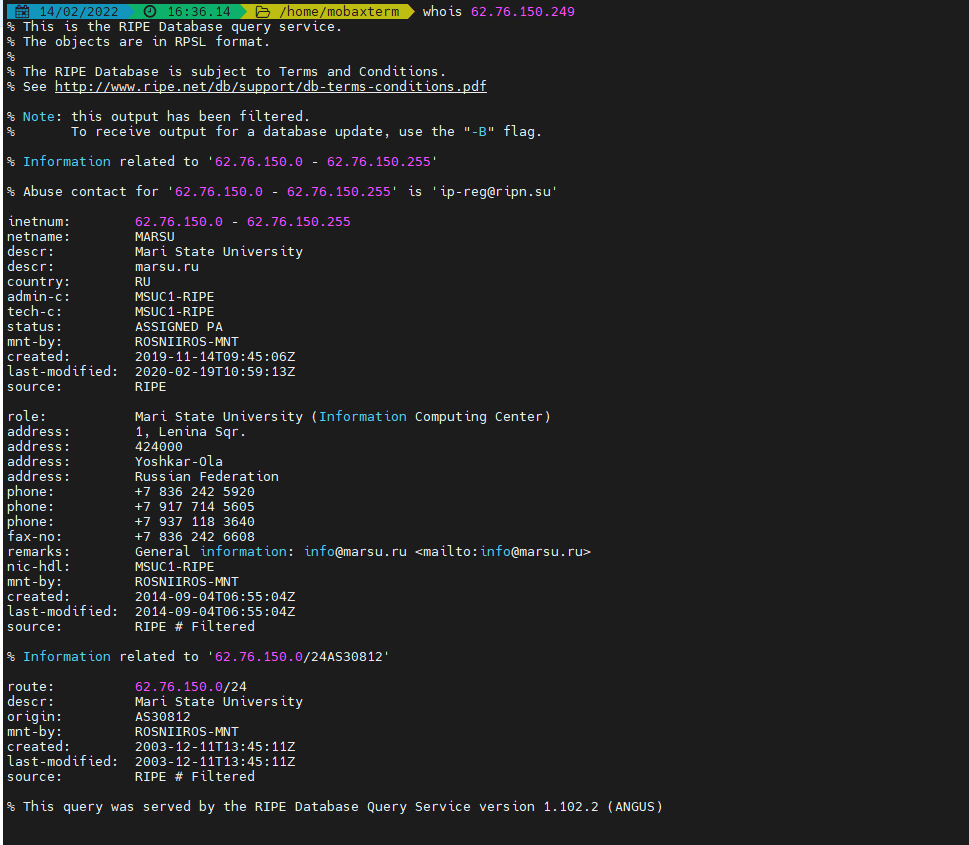 14/02/2022 16:36.14 /home/mobaxterm whois 62.76.150.249
% This is the RIPE Database query service.
% The objects are in RPSL format.
%
% The RIPE Database is subject to Terms and Conditions.
% See http://www.ripe.net/db/support/db-terms-conditions.pdf
% Note: this output has been filtered.
%       To receive output for a database update, use the "-B" flag.
% Information related to '62.76.150.0 - 62.76.150.255'
% Abuse contact for '62.76.150.0 - 62.76.150.255' is 'ip-reg@ripn.su'
inetnum:        62.76.150.0 - 62.76.150.255
netname:        MARSU
descr:          Mari State University
descr:          marsu.ru
country:        RU
admin-c:        MSUC1-RIPE
tech-c:         MSUC1-RIPE
status:         ASSIGNED PA
mnt-by:         ROSNIIROS-MNT
created:        2019-11-14T09:45:06Z
last-modified:  2020-02-19T10:59:13Z
source:         RIPE
role:           Mari State University (Information Computing Center)
address:        1, Lenina Sqr.
address:        424000
address:        Yoshkar-Ola
address:        Russian Federation
phone:          +7 836 242 5920
phone:          +7 917 714 5605
phone:          +7 937 118 3640
fax-no:         +7 836 242 6608
remarks:        General information: info@marsu.ru <mailto:info@marsu.ru>
nic-hdl:        MSUC1-RIPE
mnt-by:         ROSNIIROS-MNT
created:        2014-09-04T06:55:04Z
last-modified:  2014-09-04T06:55:04Z
source:         RIPE # Filtered
% Information related to '62.76.150.0/24AS30812'
route:          62.76.150.0/24
descr:          Mari State University
origin:         AS30812
mnt-by:         ROSNIIROS-MNT
created:        2003-12-11T13:45:11Z
last-modified:  2003-12-11T13:45:11Z
source:         RIPE # Filtered
% This query was served by the RIPE Database Query Service version 1.102.2 (ANGUS)